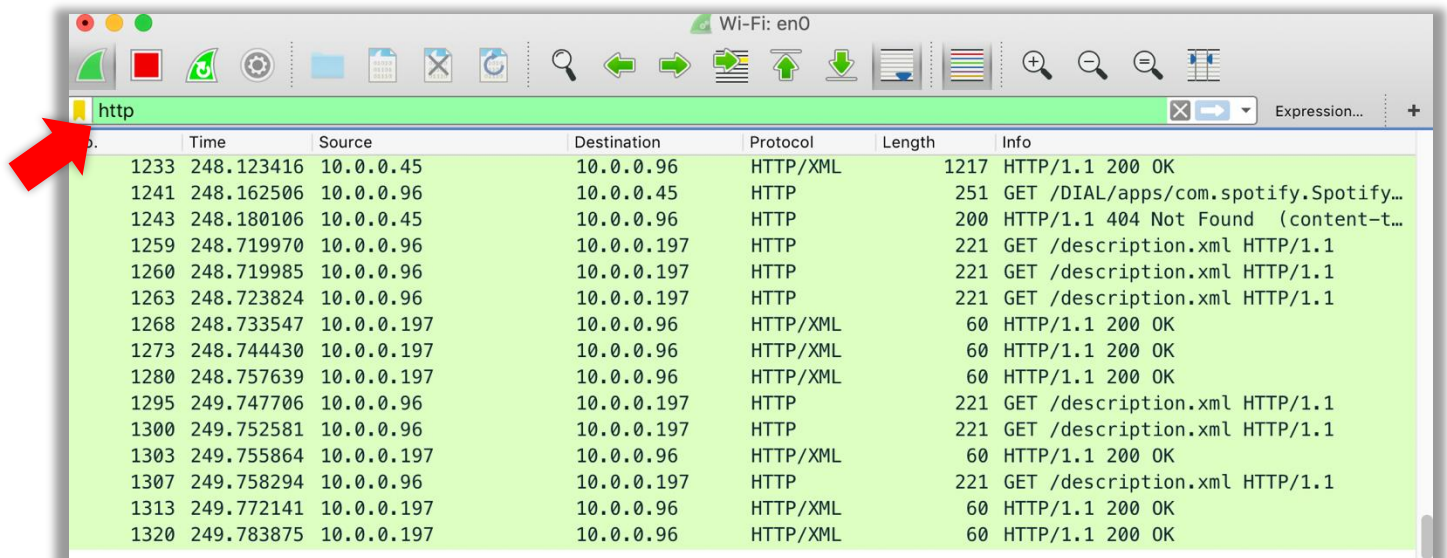 Wi-Fi: en0
http Expression... +
Time Source Destination Protocol Length Info
1233 248.123416 10.0.0.45 10.0.0.96 HTTP/XML 1217 HTTP/1.1 200 OK
1241 248.162506 10.0.0.96 10.0.0.45 HTTP 251 GET /DIAL/apps/com.spotify.Spotify…
1243 248.180106 10.0.0.45 10.0.0.96 HTTP 200 HTTP/1.1 404 Not Found (content-t…
1259 248.719970 10.0.0.96 10.0.0.197 HTTP 221 GET /description.xml HTTP/1.1
1260 248.719985 10.0.0.96 10.0.0.197 HTTP 221 GET /description.xml HTTP/1.1
1263 248.723824 10.0.0.96 10.0.0.197 HTTP 221 GET /description.xml HTTP/1.1
1268 248.733547 10.0.0.197 10.0.0.96 HTTP/XML 60 HTTP/1.1 200 OK
1273 248.744430 10.0.0.197 10.0.0.96 HTTP/XML 60 HTTP/1.1 200 OK
1280 248.757639 10.0.0.197 10.0.0.96 HTTP/XML 60 HTTP/1.1 200 OK
1295 249.747706 10.0.0.96 10.0.0.197 HTTP 221 GET /description.xml HTTP/1.1
1300 249.752581 10.0.0.96 10.0.0.197 HTTP 221 GET /description.xml HTTP/1.1
1303 249.755864 10.0.0.197 10.0.0.96 HTTP/XML 60 HTTP/1.1 200 OK
1307 249.758294 10.0.0.96 10.0.0.197 HTTP 221 GET /description.xml HTTP/1.1
1313 249.772141 10.0.0.197 10.0.0.96 HTTP/XML 60 HTTP/1.1 200 OK
1320 249.783875 10.0.0.197 10.0.0.96 HTTP/XML 60 HTTP/1.1 200 OK